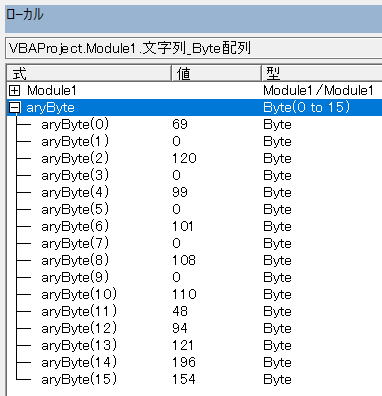 ローカル
VBAProject.Module1.文字列_Byte配列
式 値 型
Module1 Module1/Module1
aryByte Byte(0 to 15)
aryByte(0) 69 Byte
aryByte(1) 0 Byte
aryByte(2) 120 Byte
aryByte(3) 0 Byte
aryByte(4) 99 Byte
aryByte(5) 0 Byte
aryByte(6) 101 Byte
aryByte(7) 0 Byte
aryByte(8) 108 Byte
aryByte(9) 0 Byte
aryByte(10) 110 Byte
aryByte(11) 48 Byte
aryByte(12) 94 Byte
aryByte(13) 121 Byte
aryByte(14) 196 Byte
aryByte(15) 154 Byte